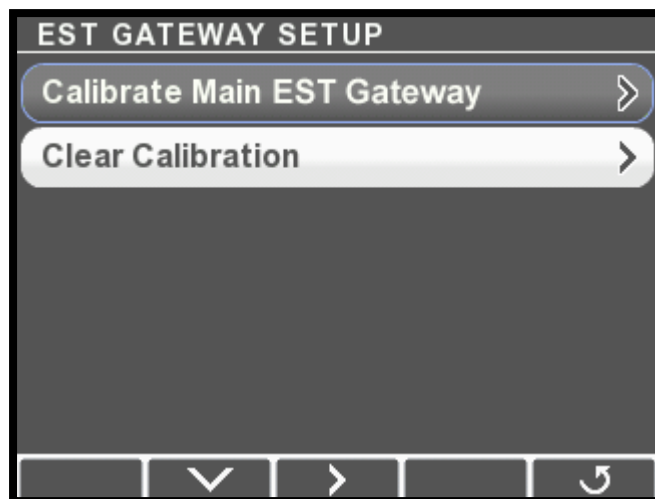 EST GATEWAY SETUP
Calibrate Main EST Gateway
Clear Calibration